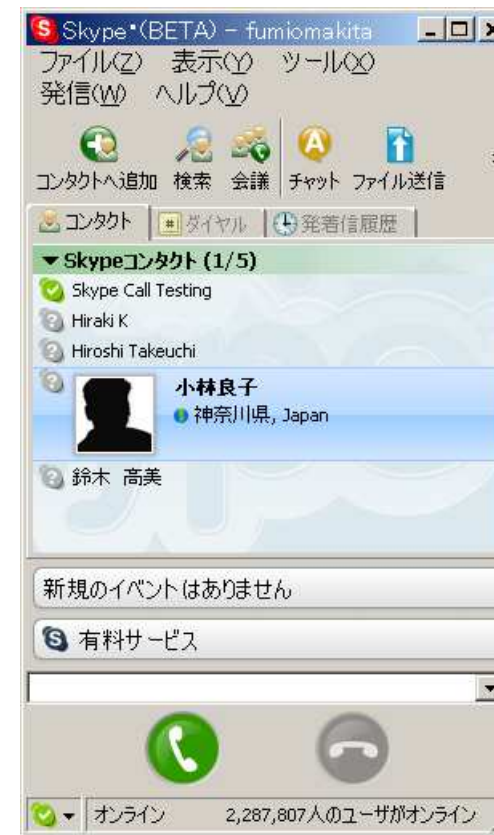 Skype･(BETA) - fumiomakita
ファイル(Z) 表示(Y) ツール(X)
発信(W) ヘルプ(V)
コンタクトへ追加 検索 会議 チャット ファイル送信
コンタクト ダイヤル 発着信履歴
Skypeコンタクト (1/5)
Skype Call Testing
Hiraki K
Hiroshi Takeuchi
小林良子
神奈川県, Japan
鈴木 高美
新規のイベントはありません
有料サービス
オンライン 2,287,807人のユーザがオンライン